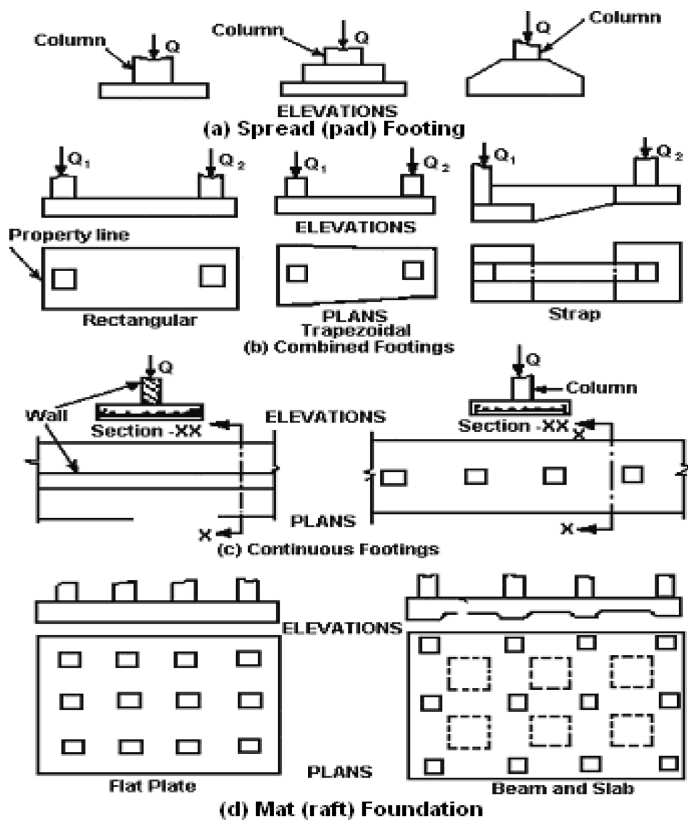 Column Q Column Q Q Column
ELEVATIONS
(a) Spread (pad) Footing
Q1 Q2 Q1 Q2 Q1 Q2
ELEVATIONS
Property line
Rectangular PLANS Strap
Trapezoidal
(b) Combined Footings
Q Q
Wall Column
ELEVATIONS
Section -XX Section -XX
X
PLANS
X X
(c) Continuous Footings
ELEVATIONS
PLANS
Flat Plate Beam and Slab
(d) Mat (raft) Foundation